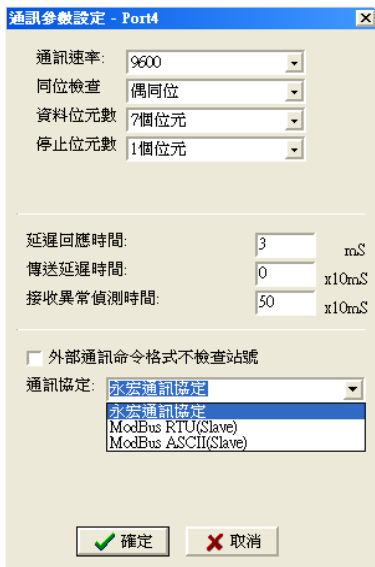 通訊參數設定 - Port4
通訊速率: 9600
同位檢查 偶同位
資料位元數 7個位元
停止位元數 1個位元
延遲回應時間: 3 mS
傳送延遲時間: 0 x10mS
接收異常偵測時間: 50 x10mS
外部通訊命令格式不檢查站號
通訊協定: 永宏通訊協定
永宏通訊協定
ModBus RTU(Slave)
ModBus ASCII(Slave)
確定 取消